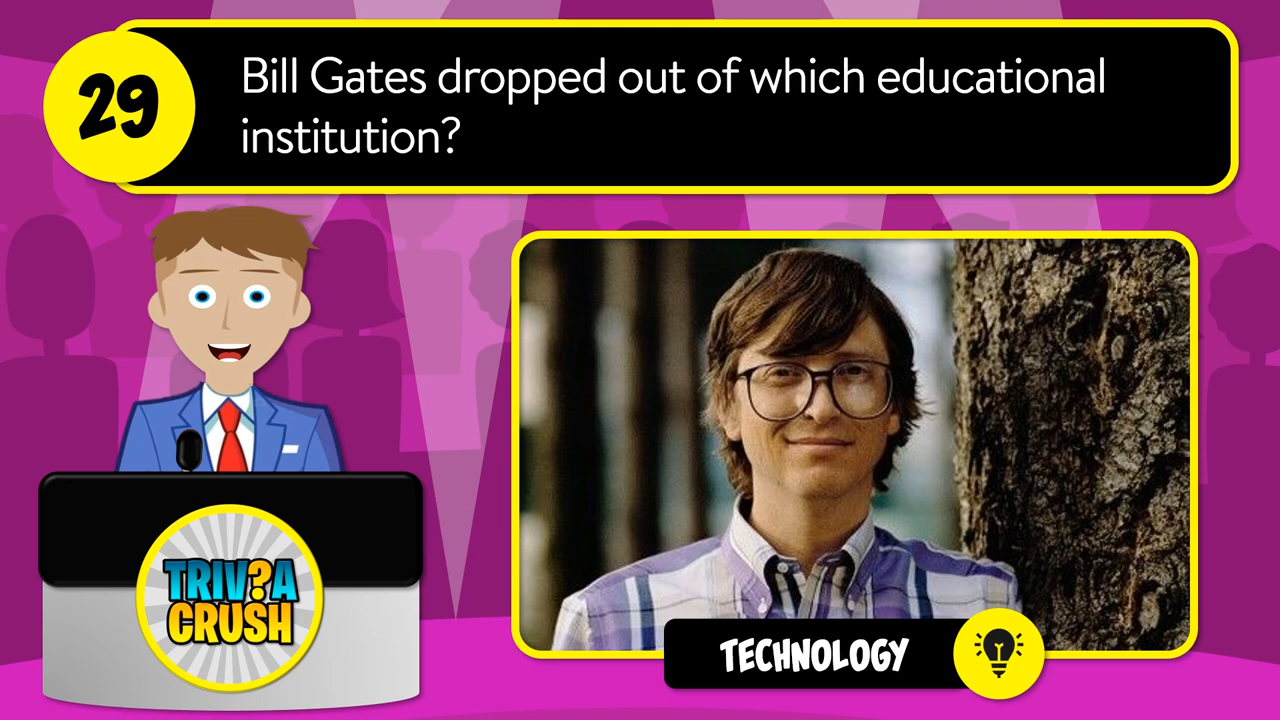 29
Bill Gates dropped out of which educational
institution?
TRIV?A
CRUSH
TECHNOLOGY